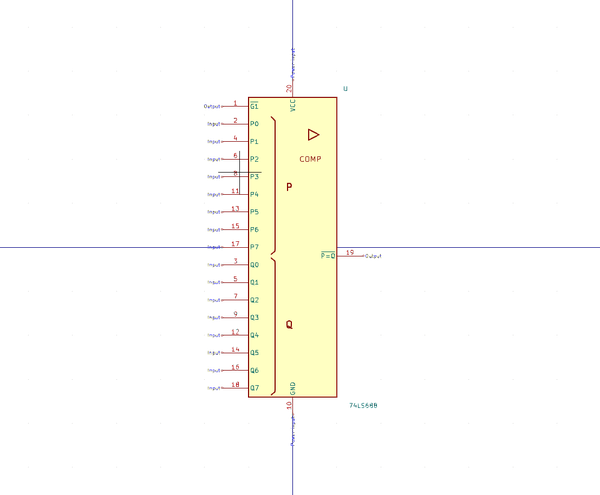 Power input
20
VCC
U
Output 1 G1
Input 2 P0
Input 4 P1
COMP
Input 6 P2
Input 8 P3
P
Input 11 P4
Input 13 P5
Input 15 P6
Input 17 P7
P=Q 19 Output
Input 3 Q0
Input 5 Q1
Input 7 Q2
Input 9 Q3
Q
Input 12 Q4
Input 14 Q5
Input 16 Q6
Input 18 Q7
GND
10
74LS688
Power input